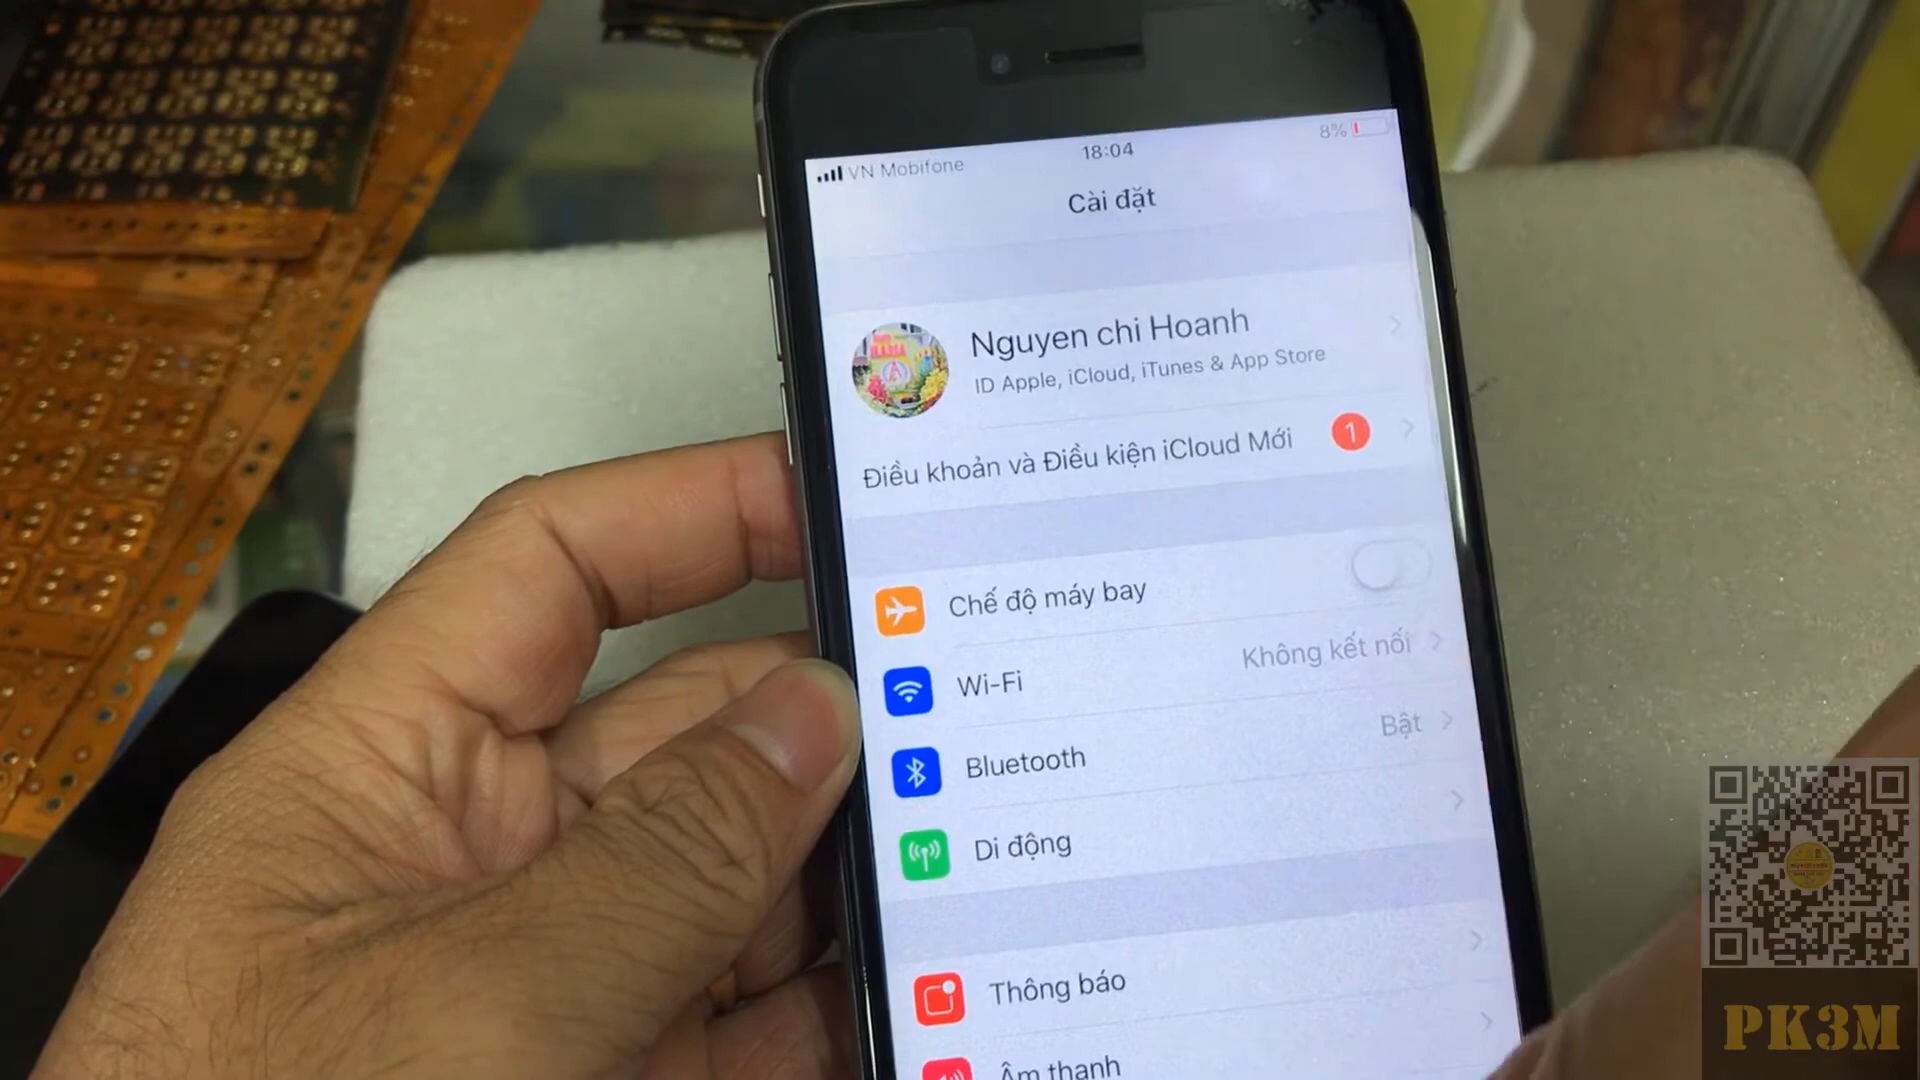 VN Mobifone
18:04
8%
Cài đặt
Nguyen chi Hoanh
ID Apple, iCloud, iTunes & App Store
Điều khoản và Điều kiện iCloud Mới
1
Chế độ máy bay
Wi-Fi
Không kết nối
Bluetooth
Bật
Di động
Thông báo
Âm thanh
PK3M